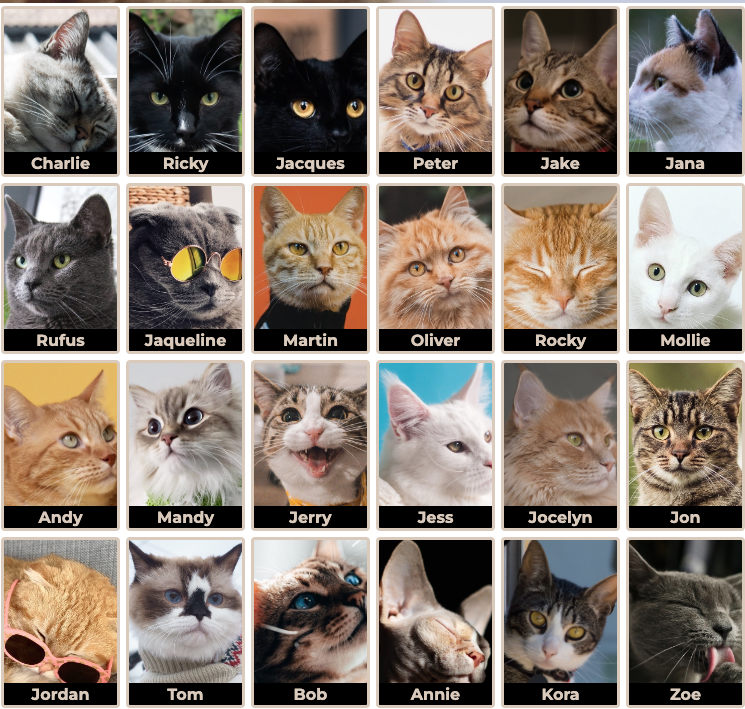 Charlie
Ricky
Jacques
Peter
Jake
Jana
Rufus
Jaqueline
Martin
Oliver
Rocky
Mollie
Andy
Mandy
Jerry
Jess
Jocelyn
Jon
Jordan
Tom
Bob
Annie
Kora
Zoe